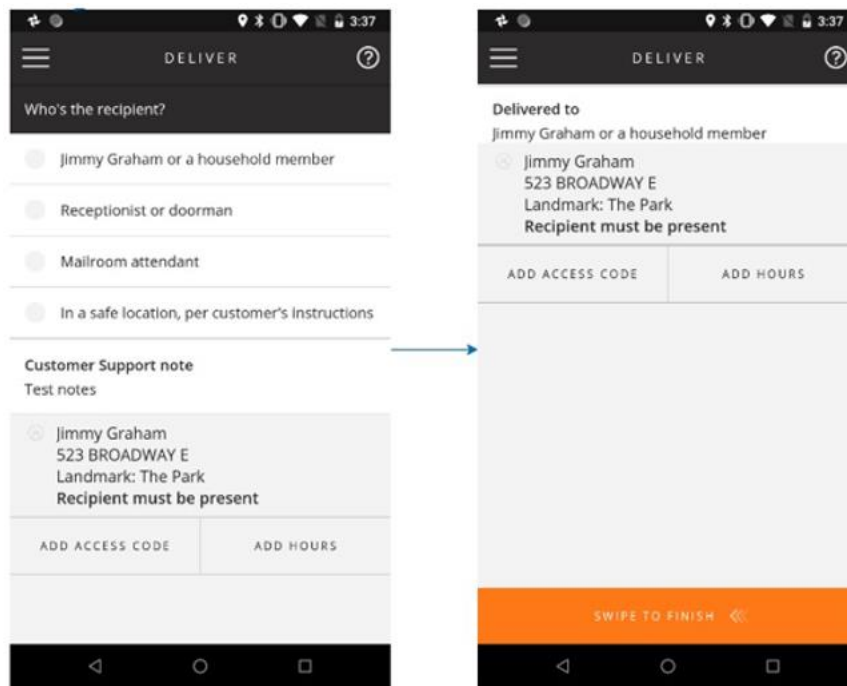 3:37
DELIVER
Who's the recipient?
Jimmy Graham or a household member
Receptionist or doorman
Mailroom attendant
In a safe location, per customer's instructions
Customer Support note
Test notes
Jimmy Graham
523 BROADWAY E
Landmark: The Park
Recipient must be present
ADD ACCESS CODE
ADD HOURS
3:37
DELIVER
Delivered to
Jimmy Graham or a household member
Jimmy Graham
523 BROADWAY E
Landmark: The Park
Recipient must be present
ADD ACCESS CODE
ADD HOURS
SWIPE TO FINISH